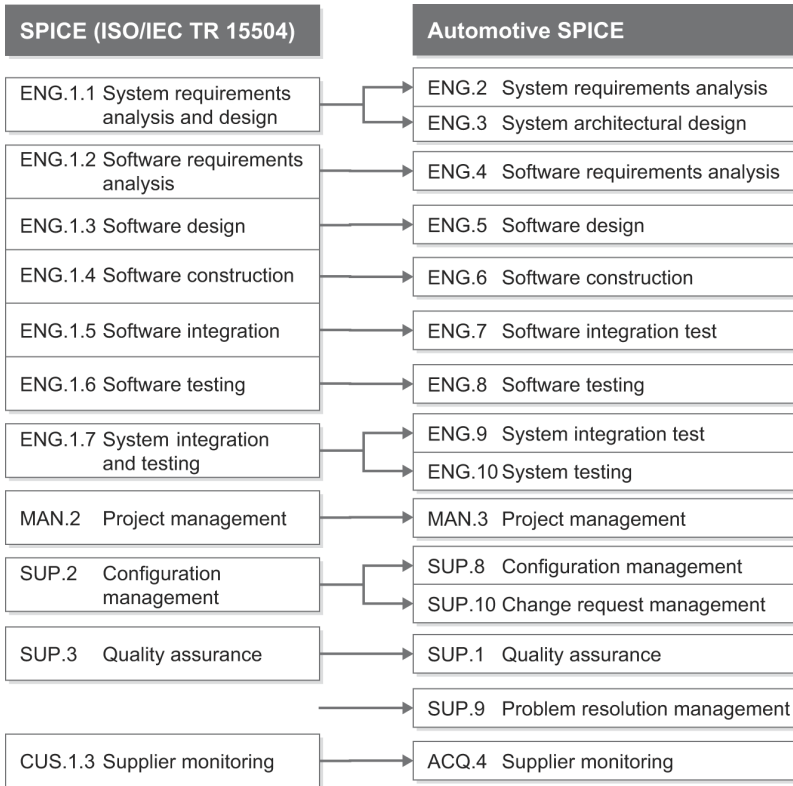 SPICE (ISO/IEC TR 15504)
Automotive SPICE
ENG.1.1 System requirements
analysis and design
ENG.2 System requirements analysis
ENG.3 System architectural design
ENG.1.2 Software requirements
analysis
ENG.4 Software requirements analysis
ENG.1.3 Software design
ENG.5 Software design
ENG.1.4 Software construction
ENG.6 Software construction
ENG.1.5 Software integration
ENG.7 Software integration test
ENG.1.6 Software testing
ENG.8 Software testing
ENG.1.7 System integration
and testing
ENG.9 System integration test
ENG.10 System testing
MAN.2 Project management
MAN.3 Project management
SUP.2 Configuration
management
SUP.8 Configuration management
SUP.10 Change request management
SUP.3 Quality assurance
SUP.1 Quality assurance
SUP.9 Problem resolution management
CUS.1.3 Supplier monitoring
ACQ.4 Supplier monitoring